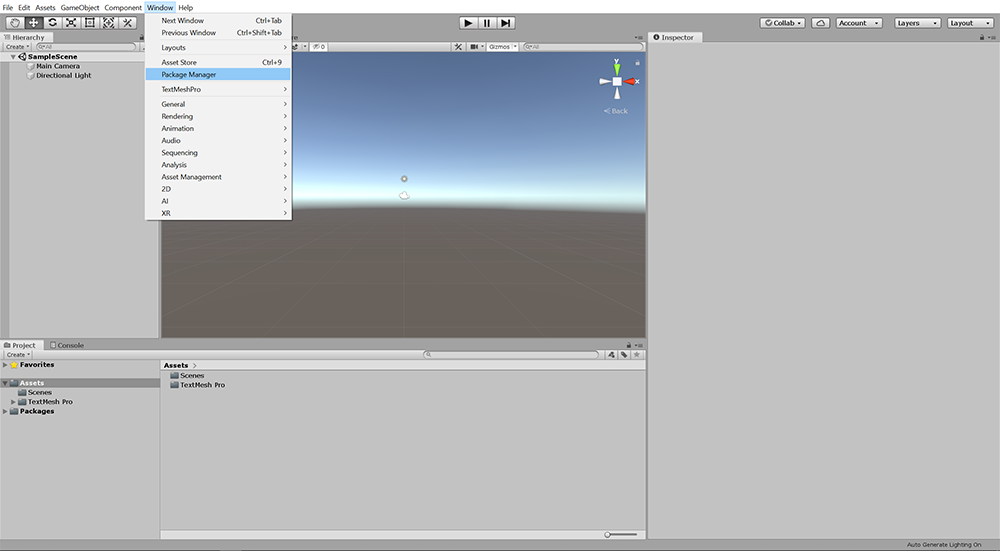 File Edit Assets GameObject Component Window Help
Collab Account Layers Layout
Next Window Ctrl+Tab
Previous Window Ctrl+Shift+Tab
Layouts
Asset Store Ctrl+9
Package Manager
TextMeshPro
General
Rendering
Animation
Audio
Sequencing
Analysis
Asset Management
2D
AI
XR
Hierarchy
Create All
SampleScene
Main Camera
Directional Light
0 Gizmos All
y
x
Back
Inspector
Project Console
Create
Favorites
Assets
Scenes
TextMesh Pro
Packages
Assets
Scenes
TextMesh Pro
Auto Generate Lighting On